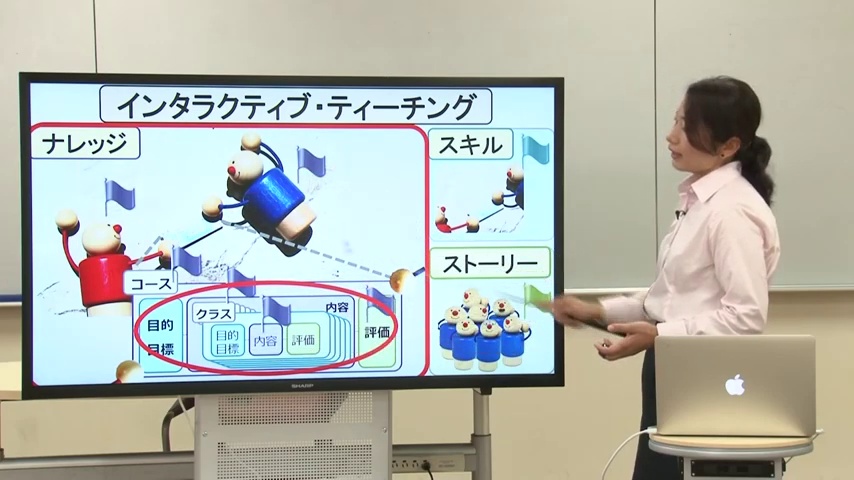 インタラクティブ・ティーチング
ナレッジ
スキル
ストーリー
コース
目的
目標
クラス
内容
目的
目標
内容
評価
評価
SHARP